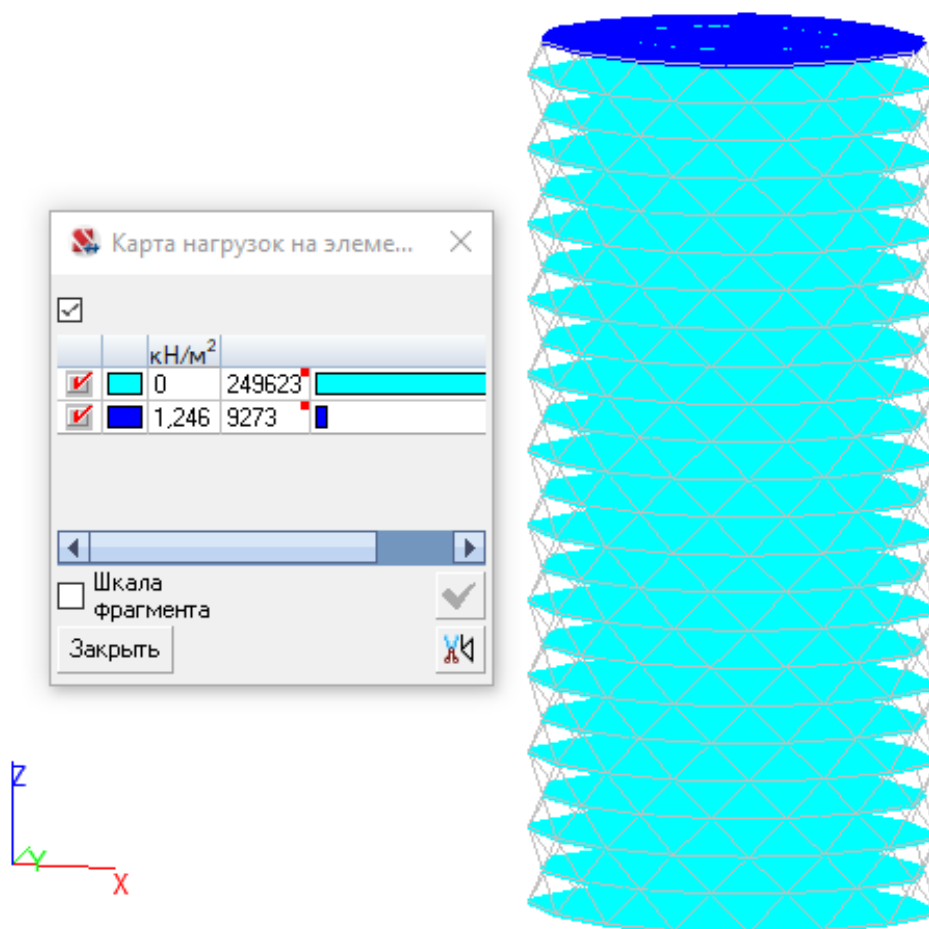 Карта нагрузок на элеме...
кН/м²
0 249623
1,246 9273
Шкала
фрагмента
Закрыть
Z
Y
X